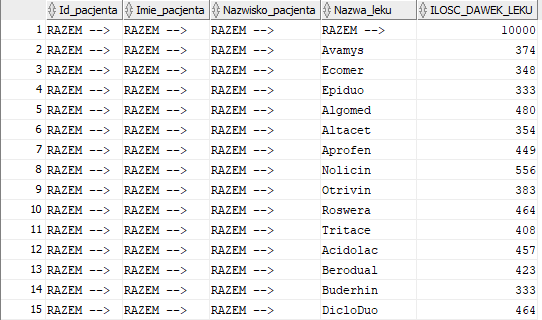 Id_pacjenta Imie_pacjenta Nazwisko_pacjenta Nazwa_leku ILOSC_DAWEK_LEKU
1 RAZEM --> RAZEM --> RAZEM --> RAZEM --> 10000
2 RAZEM --> RAZEM --> RAZEM --> Avamys 374
3 RAZEM --> RAZEM --> RAZEM --> Ecomer 348
4 RAZEM --> RAZEM --> RAZEM --> Epiduo 333
5 RAZEM --> RAZEM --> RAZEM --> Algomed 480
6 RAZEM --> RAZEM --> RAZEM --> Altacet 354
7 RAZEM --> RAZEM --> RAZEM --> Aprofen 449
8 RAZEM --> RAZEM --> RAZEM --> Nolicin 556
9 RAZEM --> RAZEM --> RAZEM --> Otrivin 383
10 RAZEM --> RAZEM --> RAZEM --> Roswera 464
11 RAZEM --> RAZEM --> RAZEM --> Tritace 408
12 RAZEM --> RAZEM --> RAZEM --> Acidolac 457
13 RAZEM --> RAZEM --> RAZEM --> Berodual 423
14 RAZEM --> RAZEM --> RAZEM --> Buderhin 333
15 RAZEM --> RAZEM --> RAZEM --> DicloDuo 464